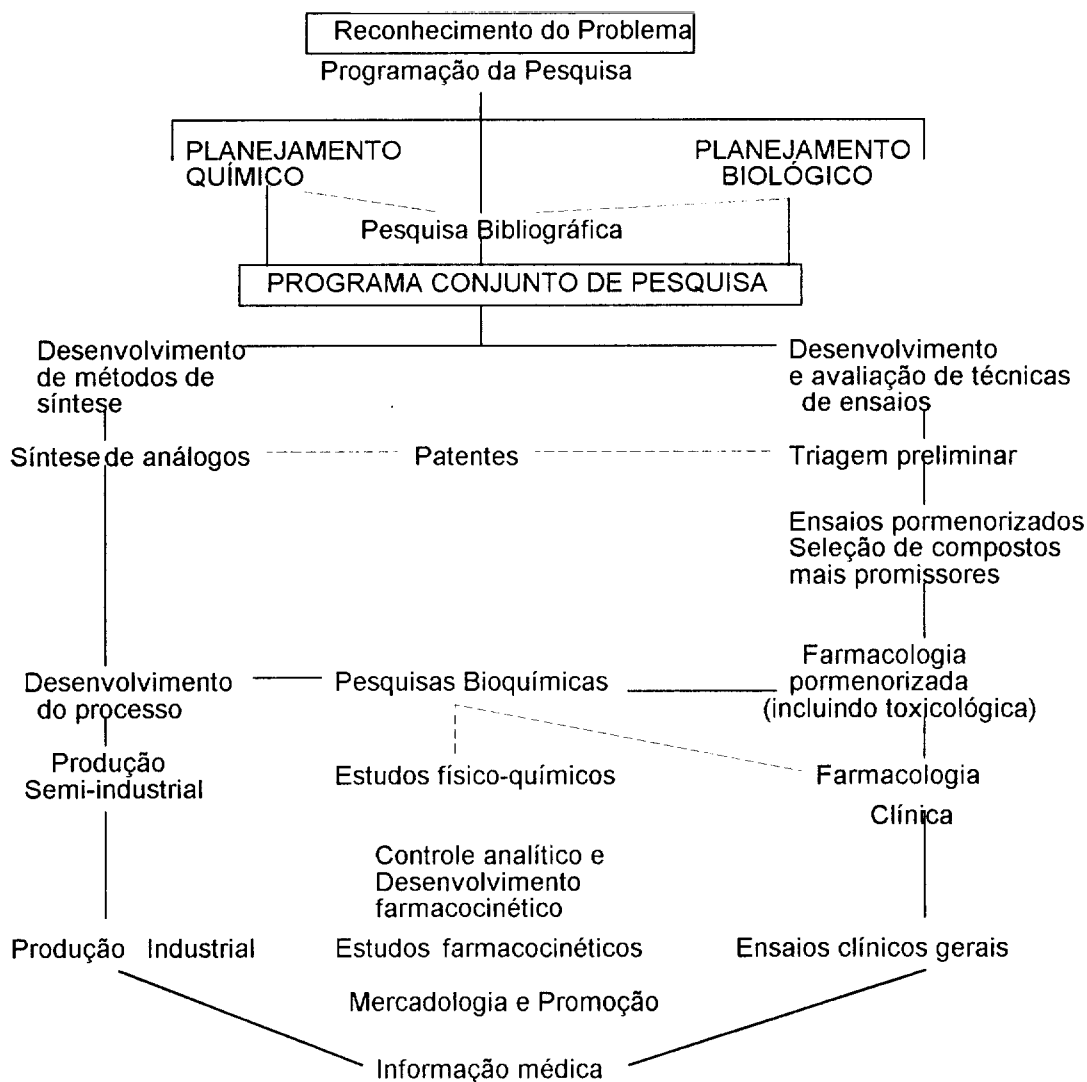 Reconhecimento do Problema
Programação da Pesquisa
PLANEJAMENTO
QUÍMICO
PLANEJAMENTO
BIOLÓGICO
Pesquisa Bibliográfica
PROGRAMA CONJUNTO DE PESQUISA
Desenvolvimento
de métodos de
síntese
Desenvolvimento
e avaliação de técnicas
de ensaios
Síntese de análogos
Patentes
Triagem preliminar
Ensaios pormenorizados
Seleção de compostos
mais promissores
Desenvolvimento
do processo
Pesquisas Bioquímicas
Farmacologia
pormenorizada
(incluindo toxicológica)
Produção
Semi-industrial
Estudos físico-químicos
Farmacologia
Clínica
Controle analítico e
Desenvolvimento
farmacocinético
Produção Industrial
Estudos farmacocinéticos
Ensaios clínicos gerais
Mercadologia e Promoção
Informação médica